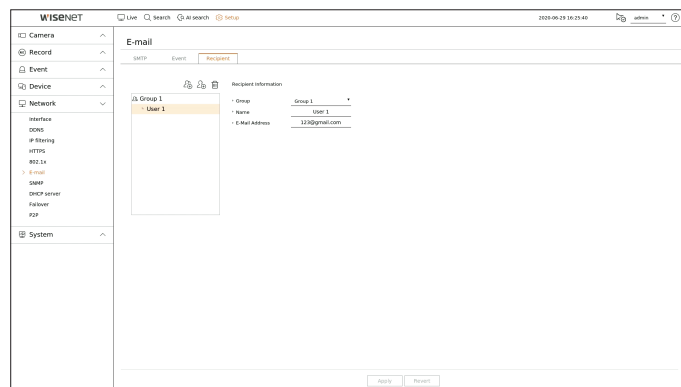 WISENET
Live Search AI search Setup 2020-06-29 16:25:40 admin
Camera
Record
Event
Device
Network
Interface
DDNS
IP filtering
HTTPS
802.1x
E-mail
SNMP
DHCP server
Failover
P2P
System
E-mail
SMTP Event Recipient
Group 1
User 1
Recipient Information
Group Group 1
Name User 1
E-Mail Address 123@gmail.com
Apply Revert